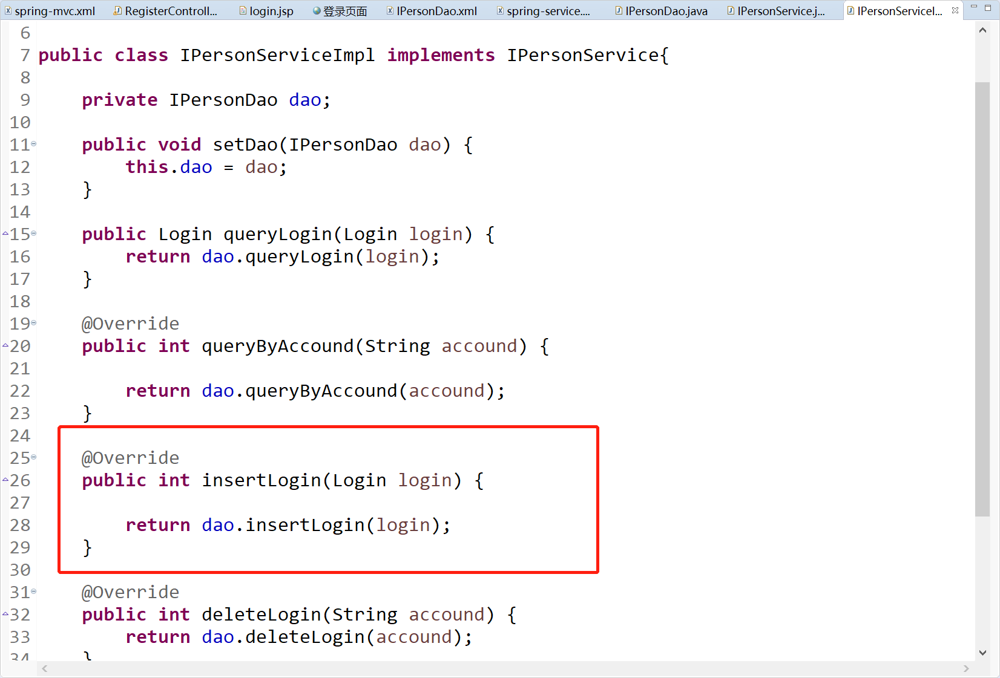 spring-mvc.xml RegisterControll... login.jsp 登录页面 IPersonDao.xml spring-service.... IPersonDao.java IPersonService.j... IPersonServiceI...
6
7 public class IPersonServiceImpl implements IPersonService{
8
9 private IPersonDao dao;
10
11 public void setDao(IPersonDao dao) {
12 this.dao = dao;
13 }
14
15 public Login queryLogin(Login login) {
16 return dao.queryLogin(login);
17 }
18
19 @Override
20 public int queryByAccound(String accound) {
21
22 return dao.queryByAccound(accound);
23 }
24
25 @Override
26 public int insertLogin(Login login) {
27
28 return dao.insertLogin(login);
29 }
30
31 @Override
32 public int deleteLogin(String accound) {
33 return dao.deleteLogin(accound);
34 }